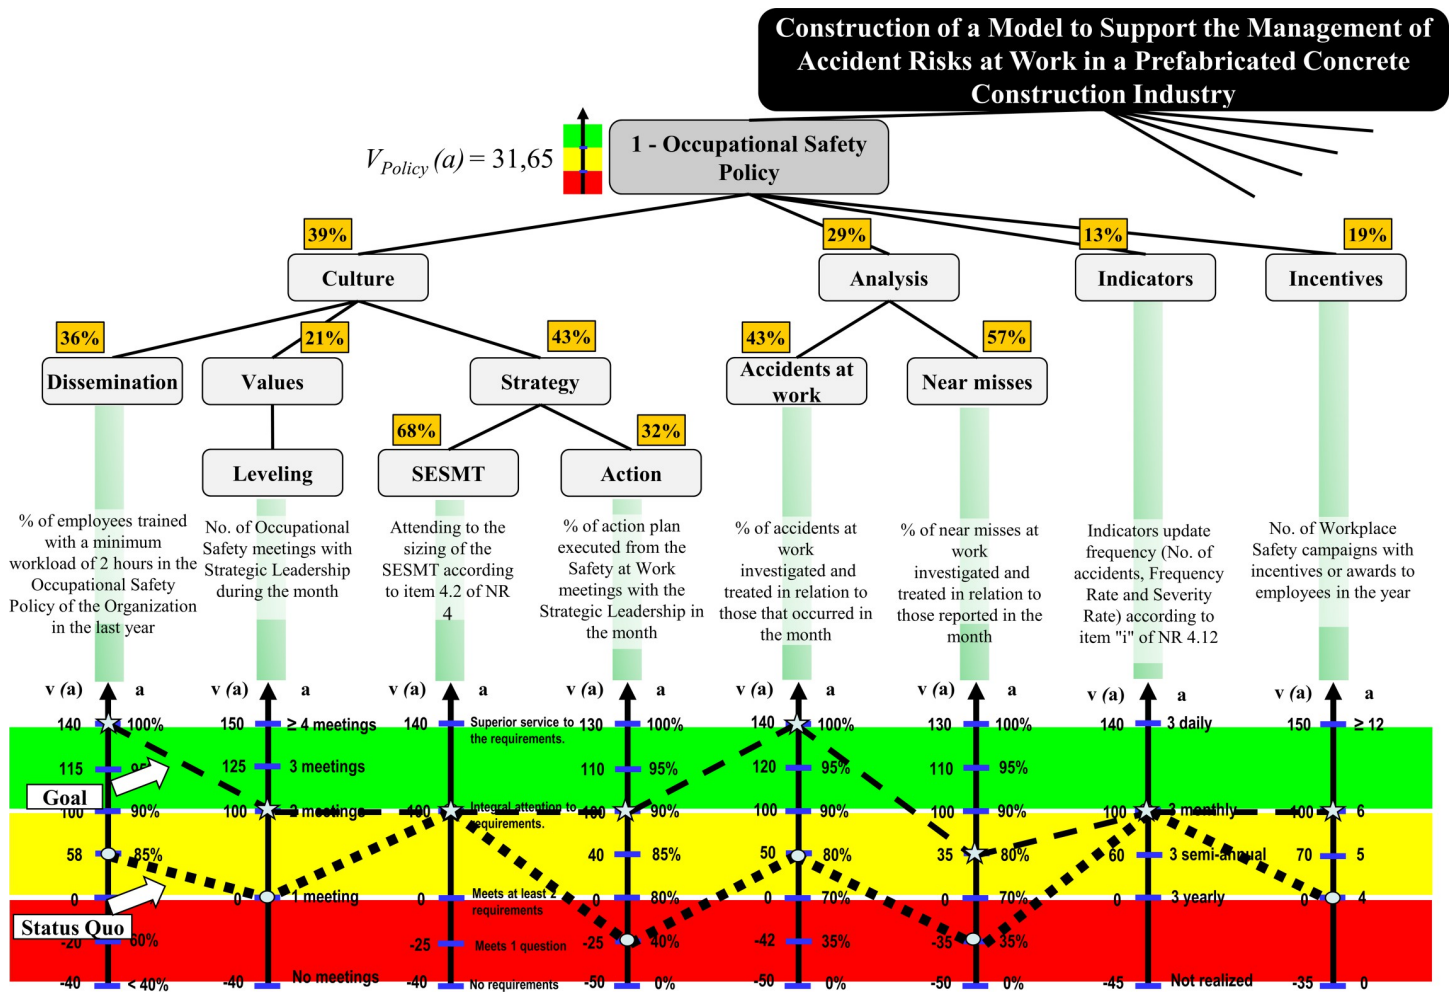 Construction of a Model to Support the Management of
Accident Risks at Work in a Prefabricated Concrete
Construction Industry
V Policy (a) = 31,65
1 - Occupational Safety
Policy
39%
29%
13%
19%
Culture
Analysis
Indicators
Incentives
36%
21%
43%
43%
57%
Dissemination
Values
Strategy
Accidents at
work
Near misses
68%
32%
Leveling
SESMT
Action
% of employees trained
with a minimum
workload of 2 hours in the
Occupational Safety
Policy of the Organization
in the last year
No. of Occupational
Safety meetings with
Strategic Leadership
during the month
Attending to the
sizing of the
SESMT according
to item 4.2 of NR
4
% of action plan
executed from the
Safety at Work
meetings with the
Strategic Leadership in
the month
% of accidents at
work
investigated and
treated in relation to
those that occurred in
the month
% of near misses at
work
investigated and
treated in relation to
those reported in the
month
Indicators update
frequency (No. of
accidents, Frequency
Rate and Severity
Rate) according to
item "i" of NR 4.12
No. of Workplace
Safety campaigns with
incentives or awards to
employees in the year
v (a) a
140 100%
115
100 90%
58 85%
0
-20 60%
-40 < 40%
Goal
Status Quo
v (a) a
150 ≥ 4 meetings
125 3 meetings
100 2 meetings
0 1 meeting
-40 No meetings
140 Superior service to
the requirements.
100 Integral attention to
requirements.
0 Meets at least 2
requirements
-25 Meets 1 question
-40 No requirements
v (a) a
130 100%
110 95%
100 90%
40 85%
0 80%
-25 40%
-50 0%
v (a) a
140 100%
120 95%
100 90%
50 80%
0 70%
-42 35%
-50 0%
v (a) a
130 100%
110 95%
100 90%
35 80%
0 70%
-35 35%
-50 0%
v (a) a
140 3 daily
100 3 monthly
60 3 semi-annual
0 3 yearly
-45 Not realized
v (a) a
150 ≥ 12
100 6
70 5
0 4
-35 0